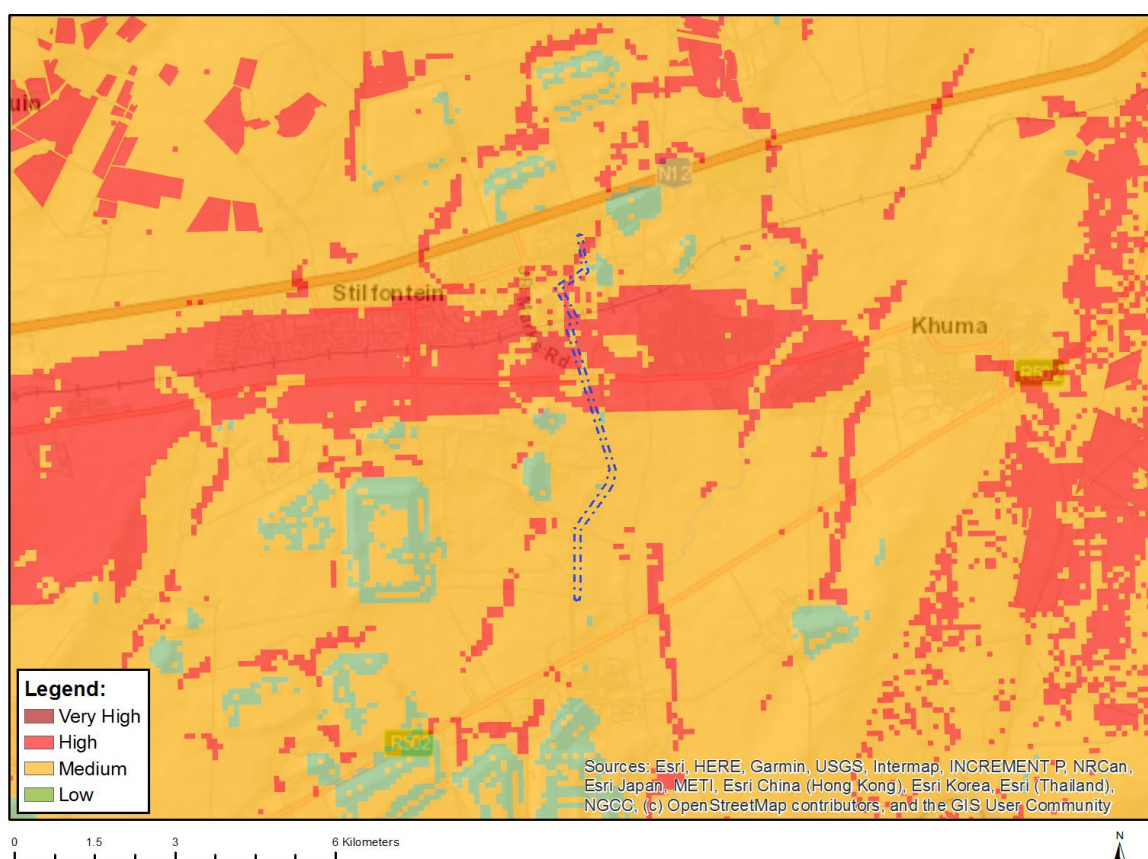 uin
N12
Stilfontein
Khuma
R502
Legend:
Very High
High
Medium
Low
Sources: Esri, HERE, Garmin, USGS, Intermap, INCREMENT P, NRCan,
Esri Japan, METI, Esri China (Hong Kong), Esri Korea, Esri (Thailand),
NGCC, (c) OpenStreetMap contributors, and the GIS User Community
0 1.5 3 6 Kilometers
N